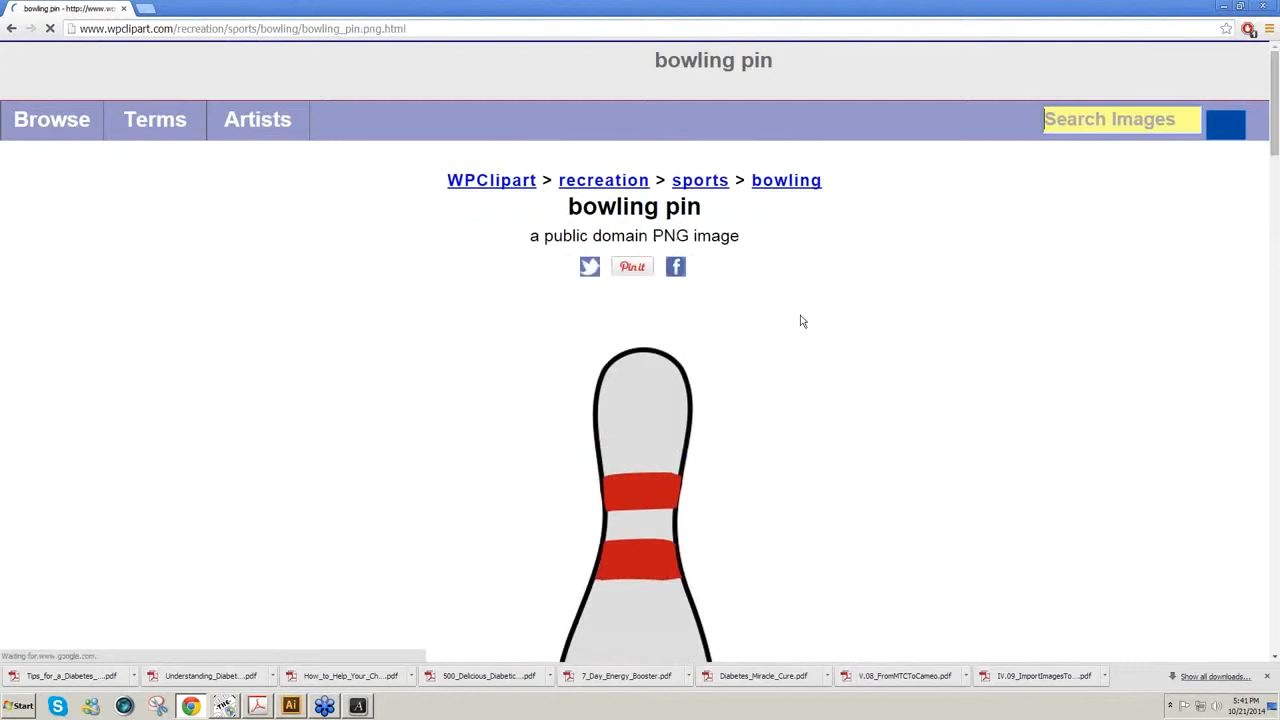 bowling pin - http://www.wp
www.wpclipart.com/recreation/sports/bowling/bowling_pin.png.html
bowling pin
Browse Terms Artists Search Images
WPClipart > recreation > sports > bowling
bowling pin
a public domain PNG image
Pin it f
Waiting for www.google.com...
Tips_for_a_Diabetes_....pdf Understanding_Diabet....pdf How_to_Help_Your_Ch....pdf 500_Delicious_Diabetic....pdf 7_Day_Energy_Booster.pdf Diabetes_Miracle_Cure.pdf V.08_FromMTCToCameo.pdf IV.09_ImportImagesTo....pdf Show all downloads...
Start S THE Ai A 5:41 PM
10/21/2014